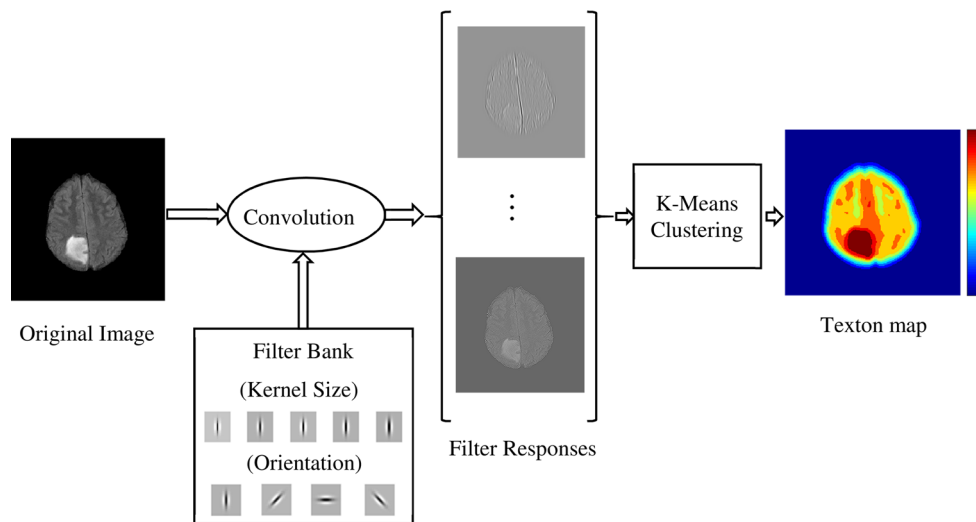 Original Image
Convolution
Filter Bank
(Kernel Size)
(Orientation)
Filter Responses
K-Means
Clustering
Texton map